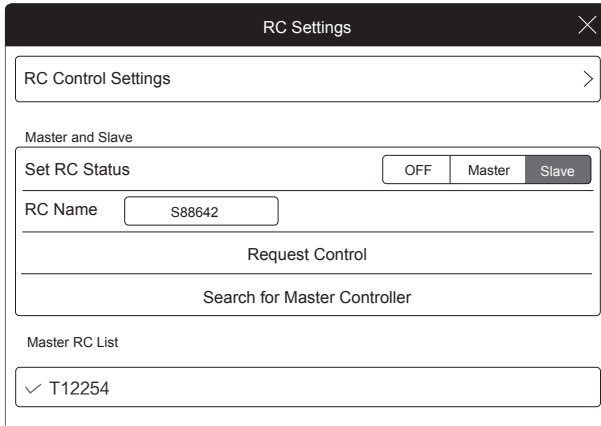 RC Settings
RC Control Settings
Master and Slave
Set RC Status OFF Master Slave
RC Name S88642
Request Control
Search for Master Controller
Master RC List
T12254